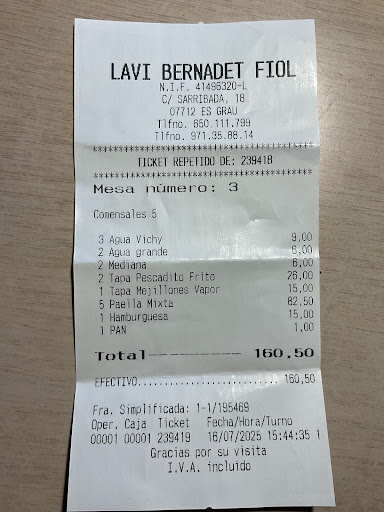 LAVI BERNADET FIOL
N.I.F. 41496320-L
C/ SARRIBADA, 18
07712 ES GRAU
Tlfno. 650.111.799
Tlfno. 971.35.88.14
****************************************
TICKET REPETIDO DE: 239418
****************************************
Mesa número: 3
Comensales 5
3 Agua Vichy 9,00
2 Agua grande 6,00
2 Mediana 6,00
2 Tapa Pescadito Frito 26,00
1 Tapa Mejillones Vapor 15,00
5 Paella Mixta 82,50
1 Hamburguesa 15,00
1 PAN 1,00
Total-------------- 160,50
EFECTIVO............................ 160,50
Fra. Simplificada: 1-1/195469
Oper. Caja Ticket Fecha/Hora/Turno
00001 00001 239419 16/07/2025 15:44:35
Gracias por su visita
I.V.A. incluido